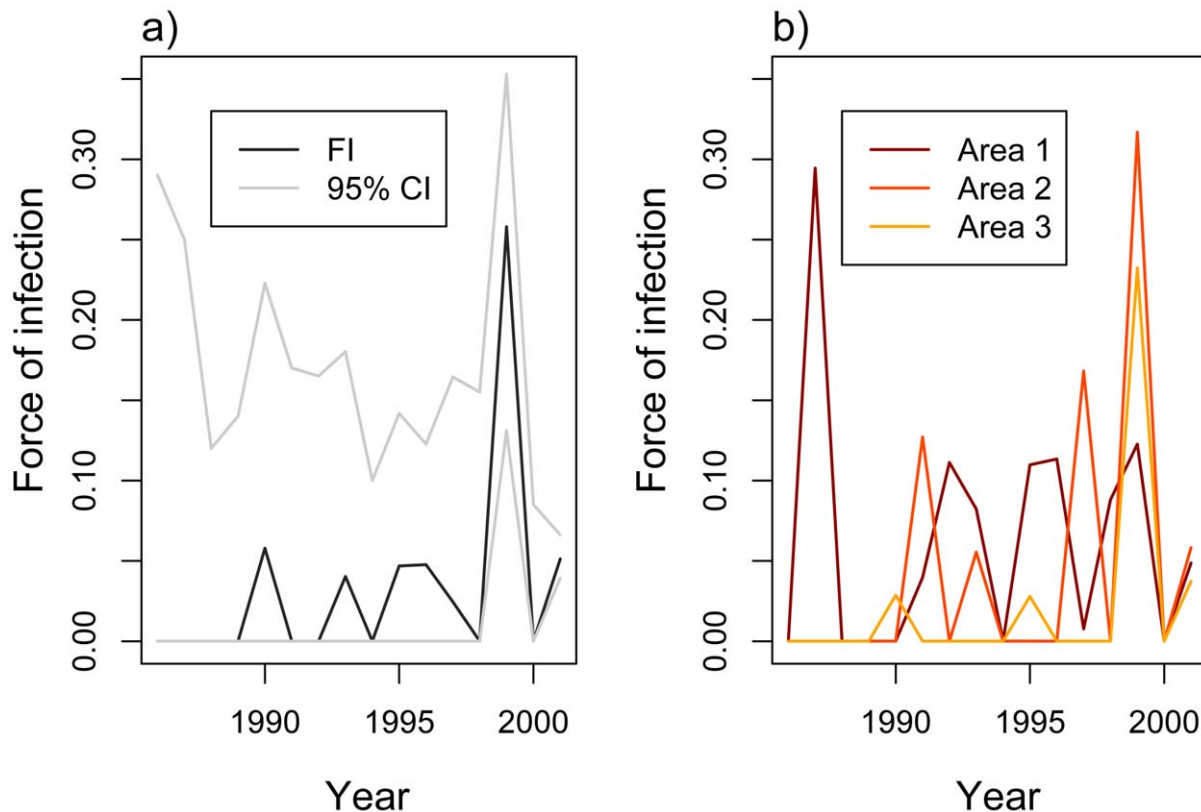 a)
FI
95% CI
Force of infection
0.00
0.10
0.20
0.30
1990
1995
2000
Year
b)
Area 1
Area 2
Area 3
Force of infection
0.00
0.10
0.20
0.30
1990
1995
2000
Year